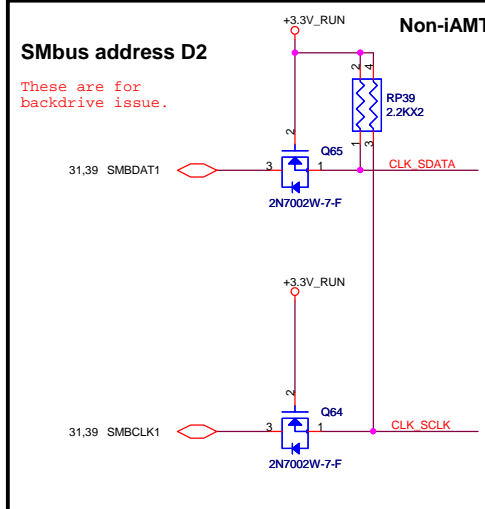 +3.3V_RUN
Non-iAMT
SMbus address D2
These are for
backdrive issue.
2
4
RP39
2.2KX2
2
Q65
1
3
31,39 SMBDAT1
3
1
CLK_SDATA
2N7002W-7-F
+3.3V_RUN
2
Q64
31,39 SMBCLK1
3
1
CLK_SCLK
2N7002W-7-F